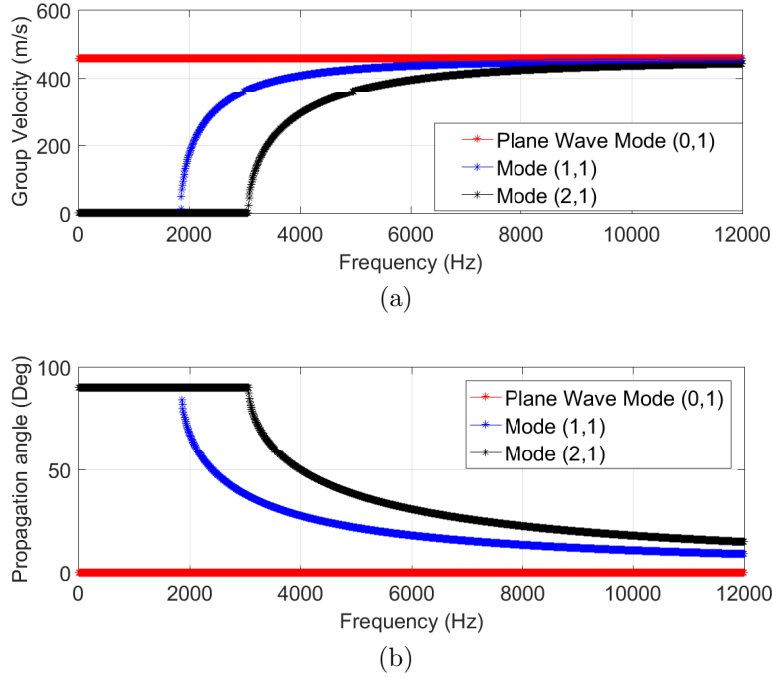 600
400
200
0
Group Velocity (m/s)
Plane Wave Mode (0,1)
Mode (1,1)
Mode (2,1)
0 2000 4000 6000 8000 10000 12000
Frequency (Hz)
(a)
100
50
0
Propagation angle (Deg)
Plane Wave Mode (0,1)
Mode (1,1)
Mode (2,1)
0 2000 4000 6000 8000 10000 12000
Frequency (Hz)
(b)